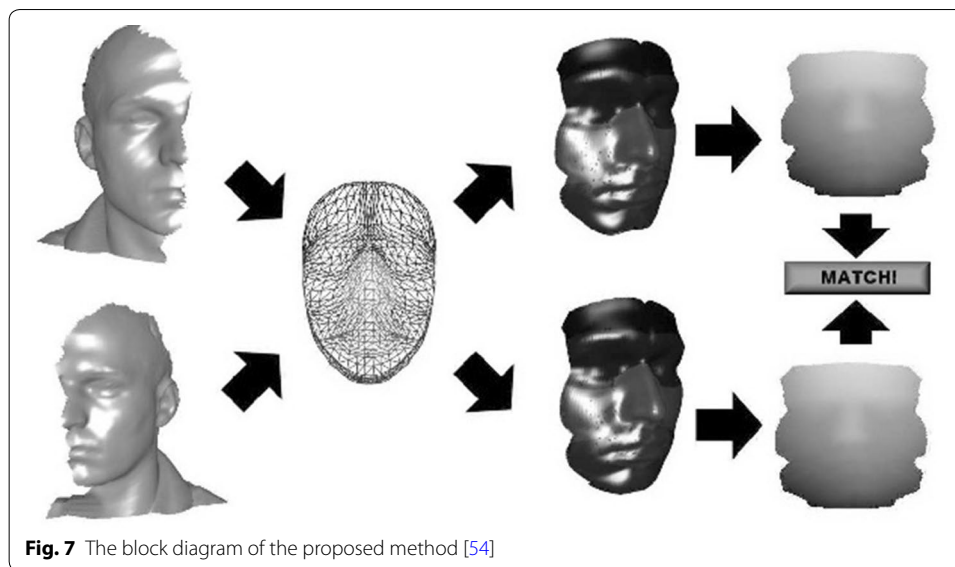 MATCH!
Fig. 7 The block diagram of the proposed method [54]